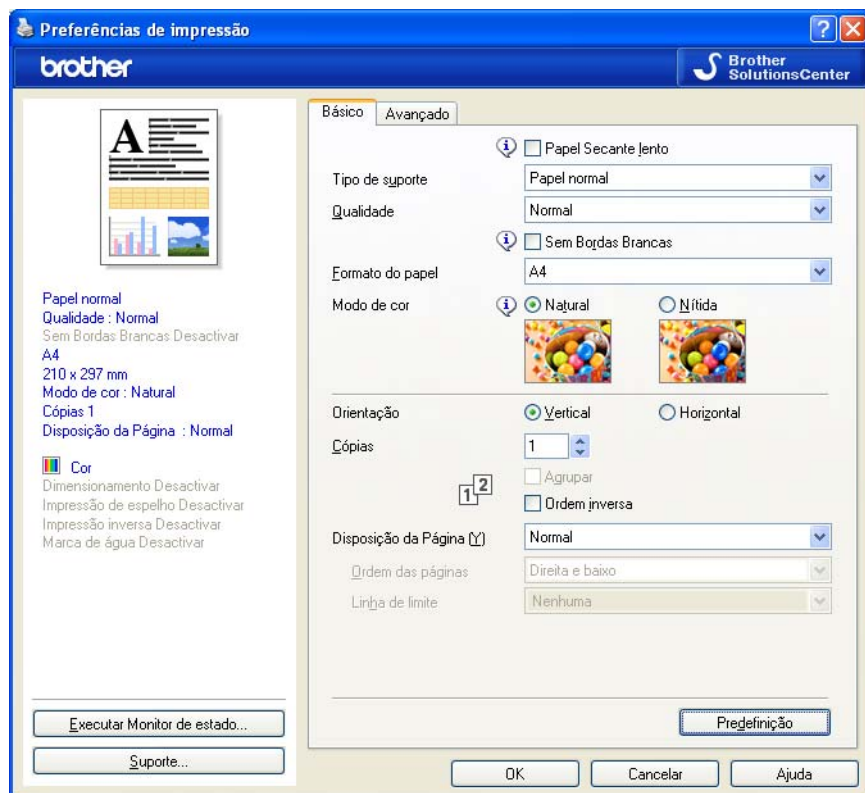 Preferências de impressão
brother
Brother
SolutionsCenter
A
Papel normal
Qualidade : Normal
Sem Bordas Brancas Desactivar
A4
210 x 297 mm
Modo de cor : Natural
Cópias 1
Disposição da Página : Normal
Cor
Dimensionamento Desactivar
Impressão de espelho Desactivar
Impressão inversa Desactivar
Marca de água Desactivar
Executar Monitor de estado...
Suporte...
Básico Avançado
Papel Secante lento
Tipo de suporte Papel normal
Qualidade Normal
Sem Bordas Brancas
Formato do papel A4
Modo de cor Natural Nítida
Orientação Vertical Horizontal
Cópias 1
Agrupar
1 2
Ordem inversa
Disposição da Página (Y) Normal
Ordem das páginas Direita e baixo
Linha de limite Nenhuma
Predefinição
OK Cancelar Ajuda